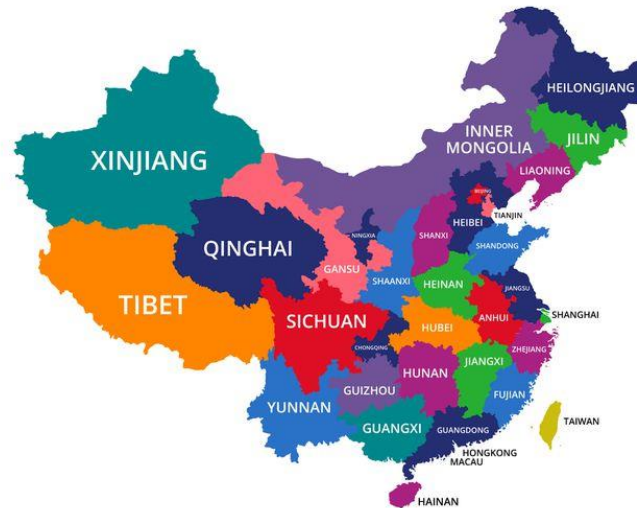 HEILONGJIANG
JILIN
INNER
MONGOLIA
LIAONING
XINJIANG
BEIJING
TIANJIN
HEIBEI
NINGXIA
SHANXI
SHANDONG
QINGHAI
GANSU
SHAANXI
HEINAN
JIANGSU
TIBET
SICHUAN
HUBEI
ANHUI
SHANGHAI
CHONGQING
ZHEJIANG
HUNAN
JIANGXI
GUIZHOU
FUJIAN
YUNNAN
GUANGXI
GUANGDONG
TAIWAN
HONGKONG
MACAU
HAINAN